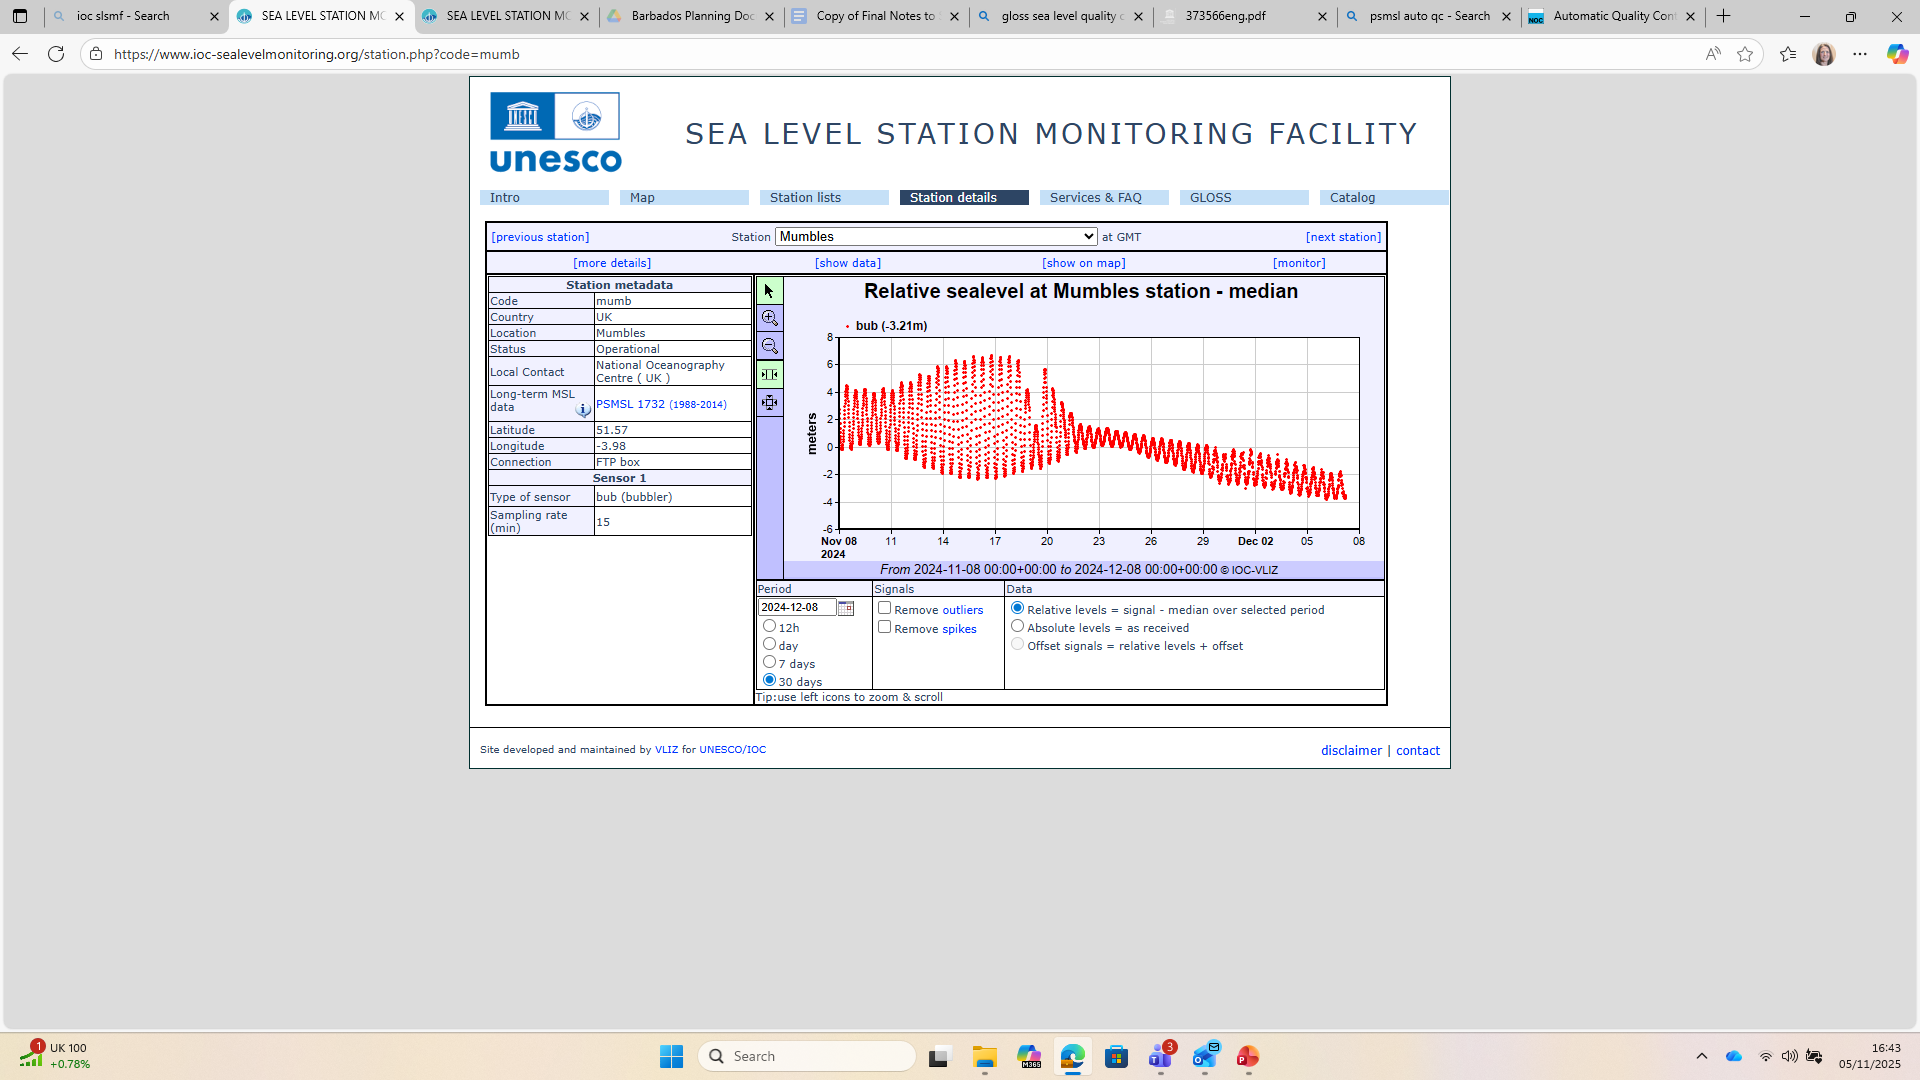 ioc slsmf - Search
SEA LEVEL STATION MO
SEA LEVEL STATION MO
Barbados Planning Doc
Copy of Final Notes to
gloss sea level quality c
373566eng.pdf
psmsl auto qc - Search
Automatic Quality Cont
https://www.ioc-sealevelmonitoring.org/station.php?code=mumb
unesco
SEA LEVEL STATION MONITORING FACILITY
Intro
Map
Station lists
Station details
Services & FAQ
GLOSS
Catalog
[previous station]
Station Mumbles at GMT
[next station]
[more details]
[show data]
[show on map]
[monitor]
Station metadata
Code mumb
Country UK
Location Mumbles
Status Operational
Local Contact National Oceanography
Centre ( UK )
Long-term MSL
data PSMSL 1732 (1988-2014)
Latitude 51.57
Longitude -3.98
Connection FTP box
Sensor 1
Type of sensor bub (bubbler)
Sampling rate
(min) 15
Relative sealevel at Mumbles station - median
bub (-3.21m)
meters
8
6
4
2
0
-2
-4
-6
Nov 08 11 14 17 20 23 26 29 Dec 02 05 08
2024
From 2024-11-08 00:00+00:00 to 2024-12-08 00:00+00:00 © IOC-VLIZ
Period
2024-12-08
12h
day
7 days
30 days
Signals
Remove outliers
Remove spikes
Data
Relative levels = signal - median over selected period
Absolute levels = as received
Offset signals = relative levels + offset
Tip:use left icons to zoom & scroll
Site developed and maintained by VLIZ for UNESCO/IOC
disclaimer | contact
1
UK 100
+0.78%
Search
M365
3
16:43
05/11/2025